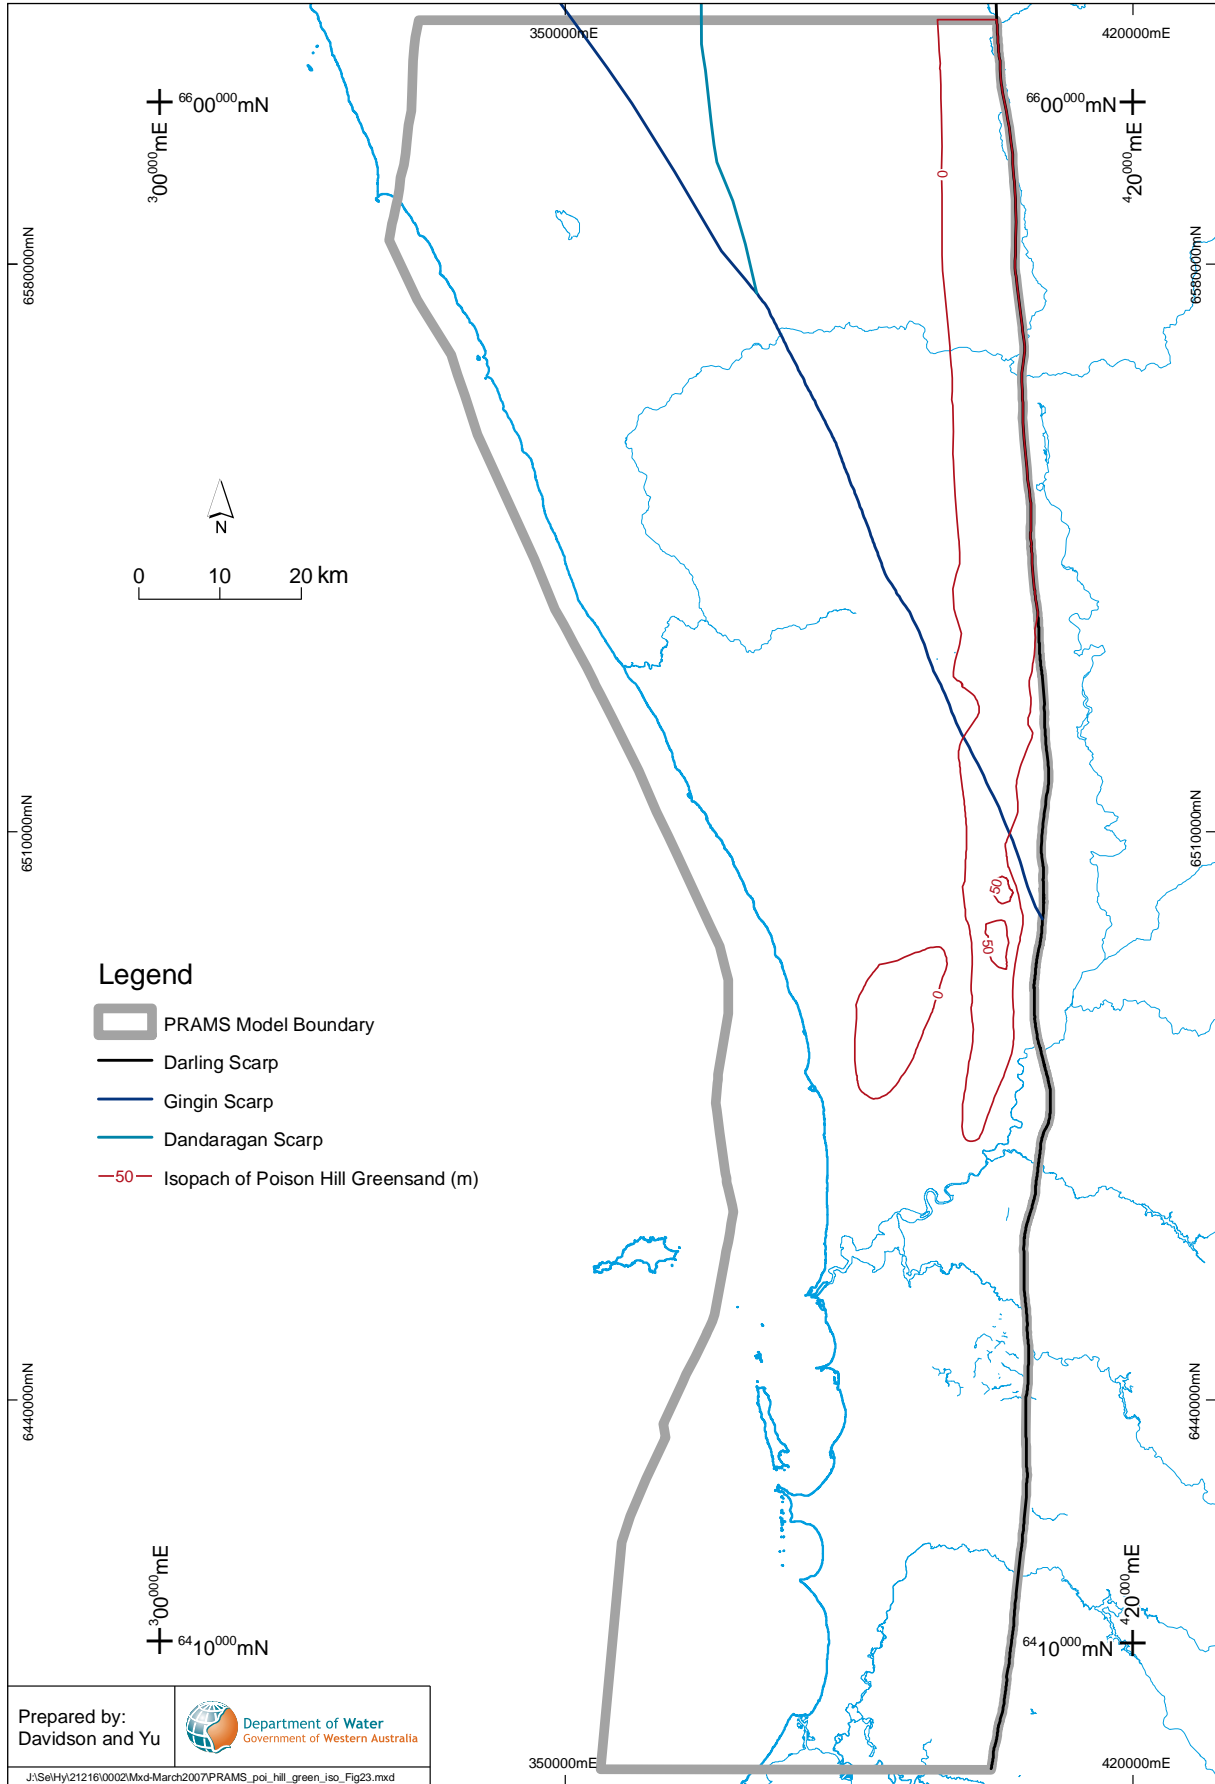 350000mE
420000mE
6600000mN
6600000mN
300000mE
420000mE
0
6580000mN
6580000mN
N
0 10 20 km
6510000mN
6510000mN
50
50
0
Legend
PRAMS Model Boundary
Darling Scarp
Gingin Scarp
Dandaragan Scarp
50 Isopach of Poison Hill Greensand (m)
6440000mN
6440000mN
300000mE
420000mE
6410000mN
6410000mN
Prepared by:
Davidson and Yu
Department of Water
Government of Western Australia
350000mE
420000mE
J:\Se\Hy\21216\0002\Mxd-March2007\PRAMS_poi_hill_green_iso_Fig23.mxd